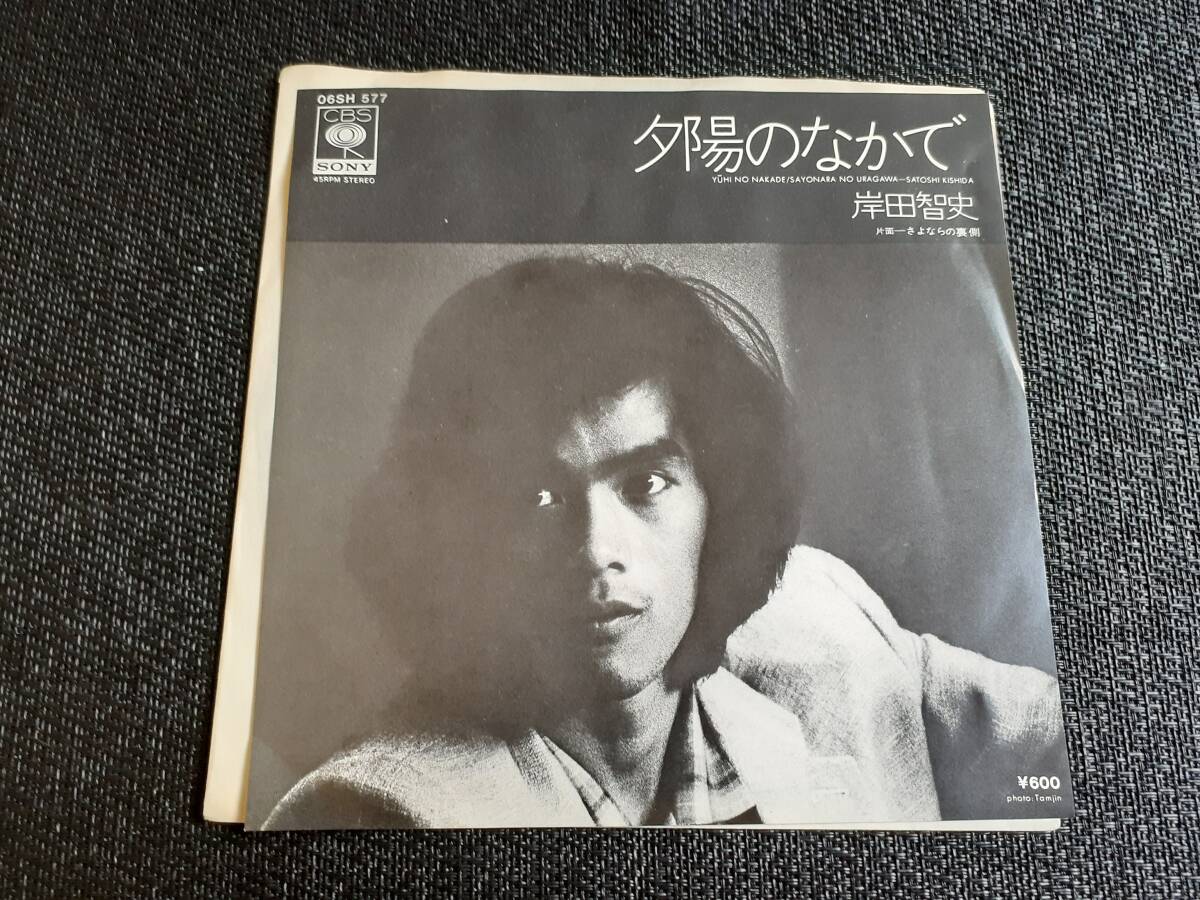 06SH 577
CBS
SONY
45RPM STEREO
夕陽のなかで
YŪHI NO NAKADE/SAYONARA NO URAGAWA—SATOSHI KISHIDA
岸田智史
片面—さよならの裏側
¥600
photo:Tamjin